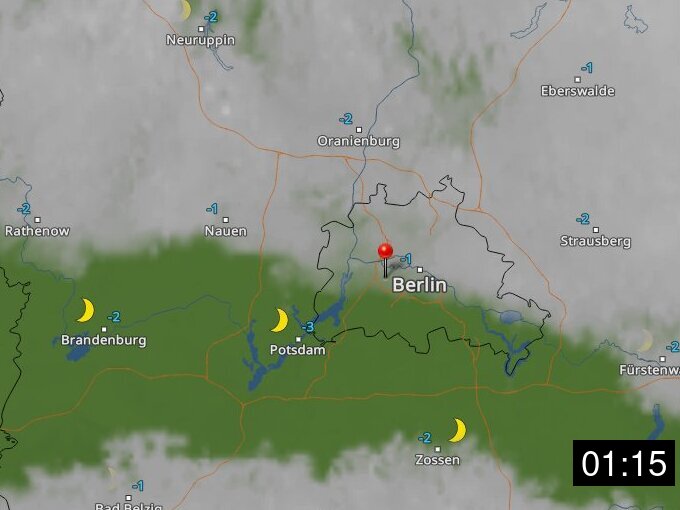 -2
Neuruppin
-1
Eberswalde
-2
Oranienburg
-2
Rathenow
-1
Nauen
-2
Strausberg
-1
Berlin
-2
Brandenburg
-3
Potsdam
-2
Fürstenwa
-2
Zossen
-1
Bad Belzig
01:15